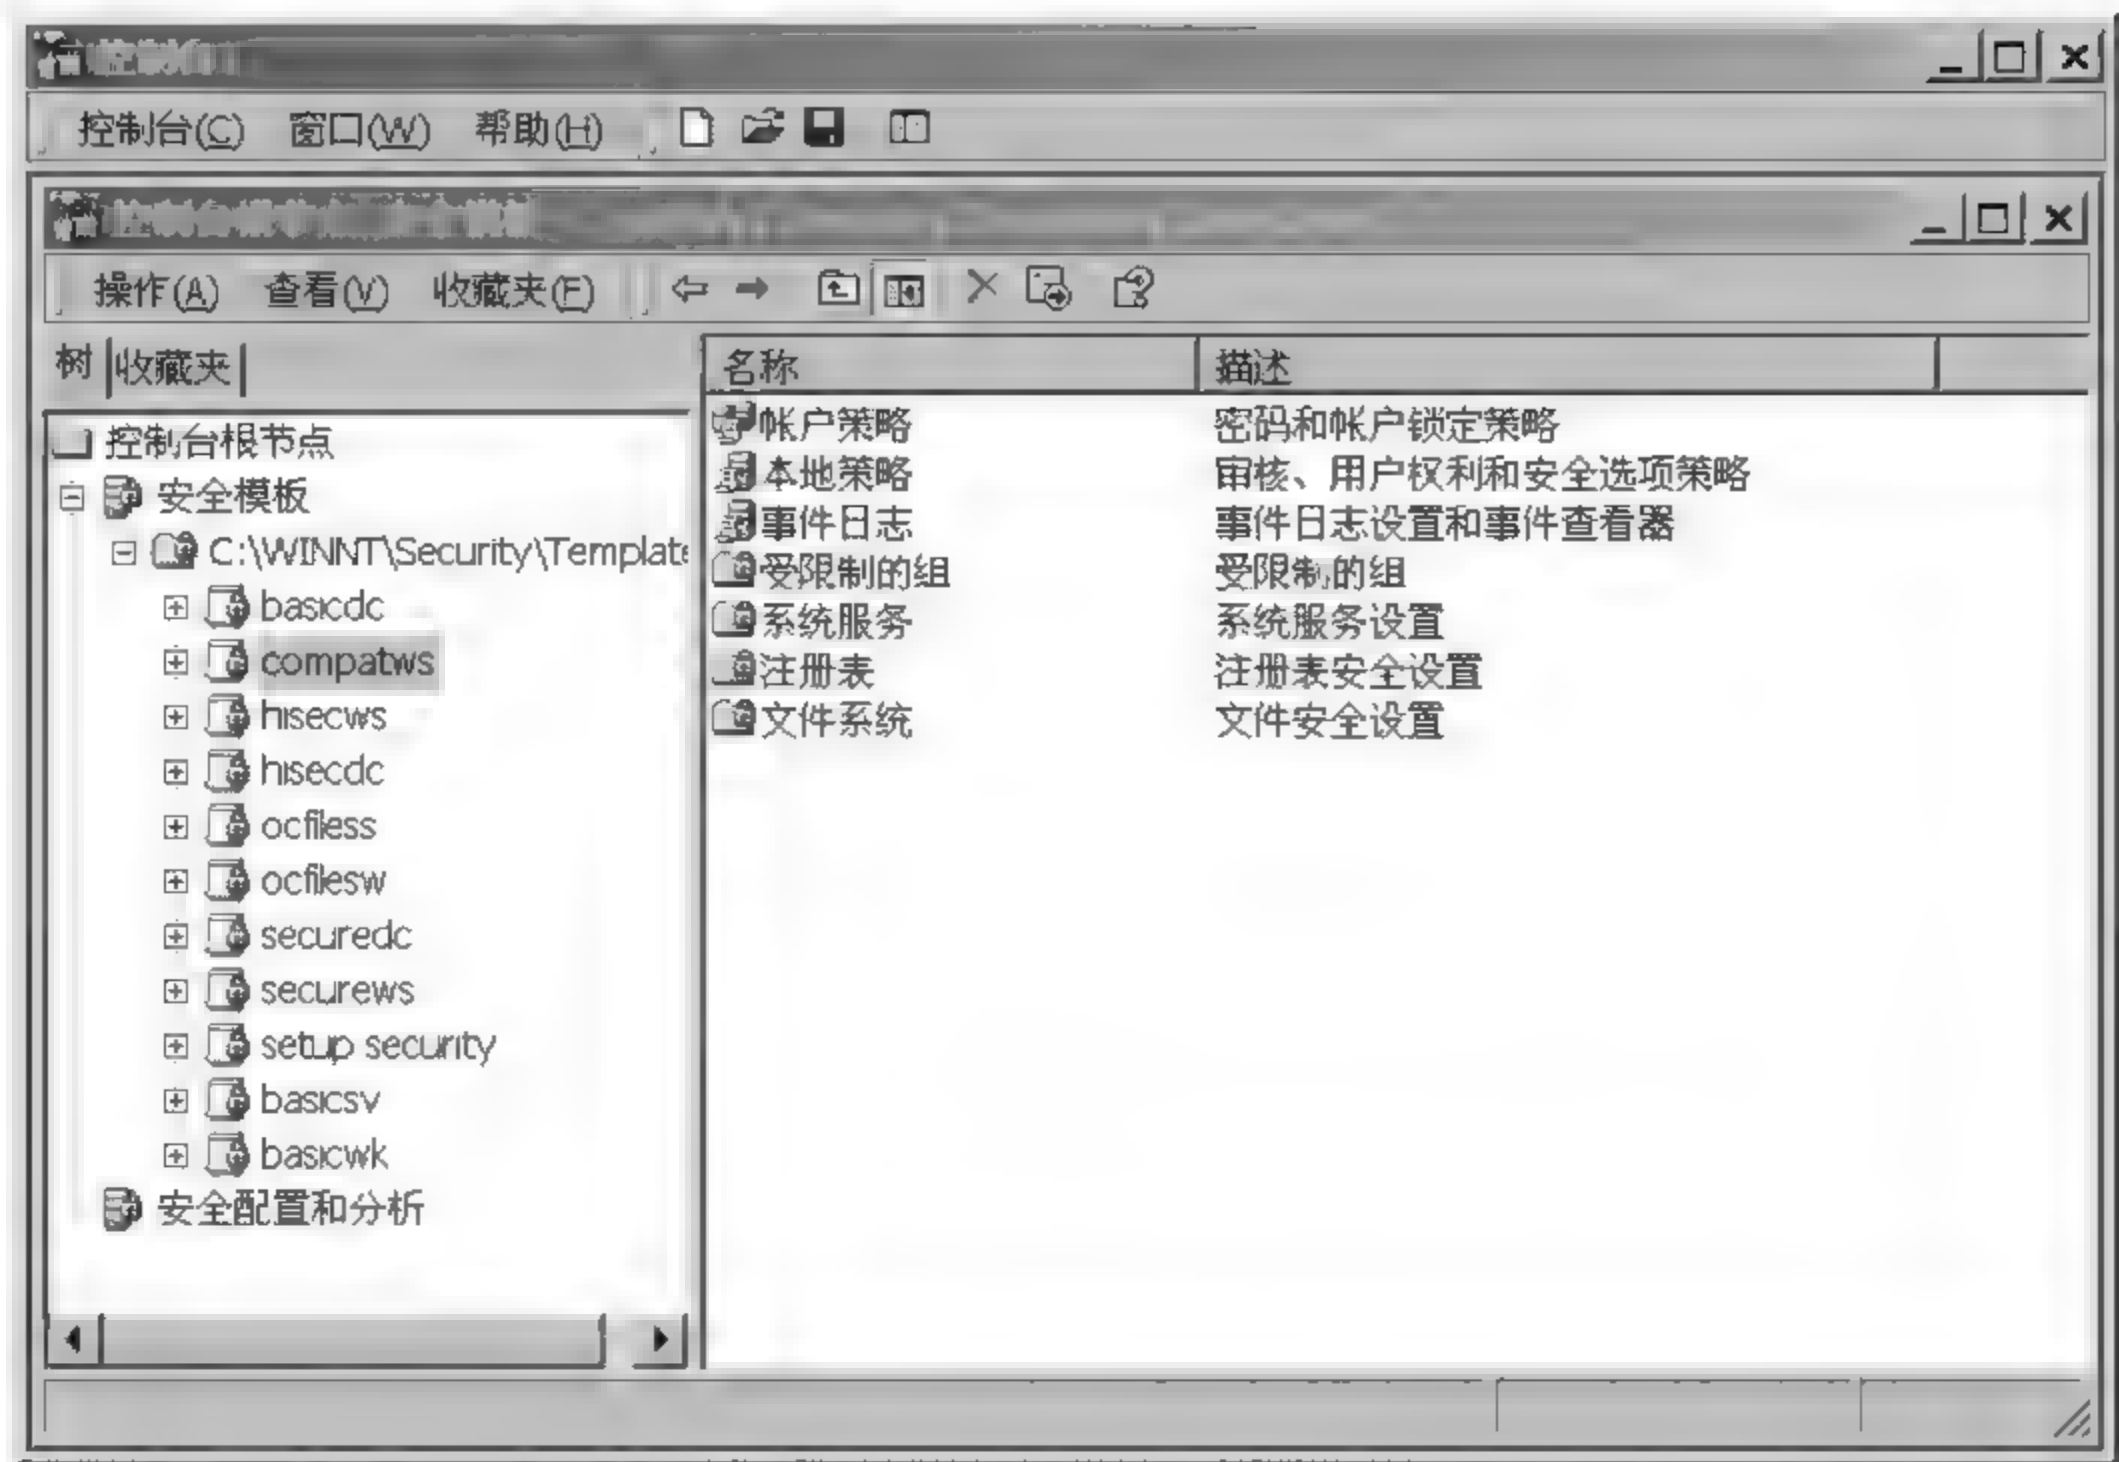 控制台(C) 窗口(W) 帮助(H)
操作(A) 查看(V) 收藏夹(F)
树 收藏夹
控制台根节点
安全模板
C:\WINNT\Security\Template
basicdc
compatws
hisecws
hisecdc
ocfiless
ocfilesw
securedc
securews
setup security
basicsv
basicwk
安全配置和分析
名称 描述
帐户策略 密码和帐户锁定策略
本地策略 审核、用户权利和安全选项策略
事件日志 事件日志设置和事件查看器
受限制的组 受限制的组
系统服务 系统服务设置
注册表 注册表安全设置
文件系统 文件安全设置